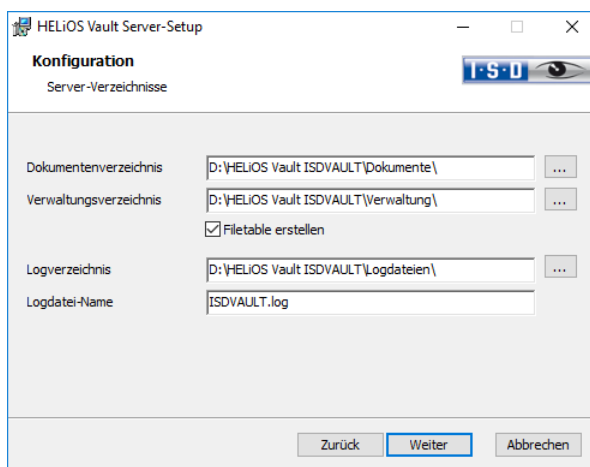 HELiOS Vault Server-Setup
Konfiguration
Server-Verzeichnisse
I·S·D
Dokumentenverzeichnis D:\HELiOS Vault ISDVAULT\Dokumente\ ...
Verwaltungsverzeichnis D:\HELiOS Vault ISDVAULT\Verwaltung\ ...
Filetable erstellen
Logverzeichnis D:\HELiOS Vault ISDVAULT\Logdateien\ ...
Logdatei-Name ISDVAULT.log
Zurück Weiter Abbrechen